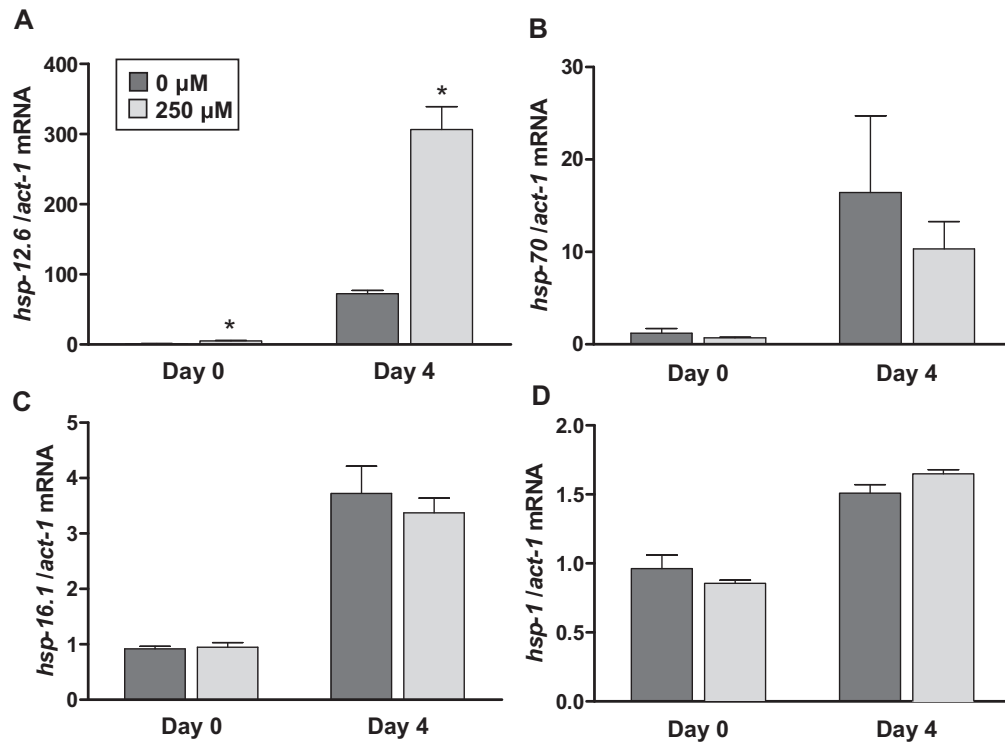 A
hsp-12.6 /act-1 mRNA
400
300
200
100
0
0 µM
250 µM
*
*
Day 0
Day 4
B
hsp-70 /act-1 mRNA
30
20
10
0
Day 0
Day 4
C
hsp-16.1 /act-1 mRNA
5
4
3
2
1
0
Day 0
Day 4
D
hsp-1 /act-1 mRNA
2.0
1.5
1.0
0.5
0.0
Day 0
Day 4